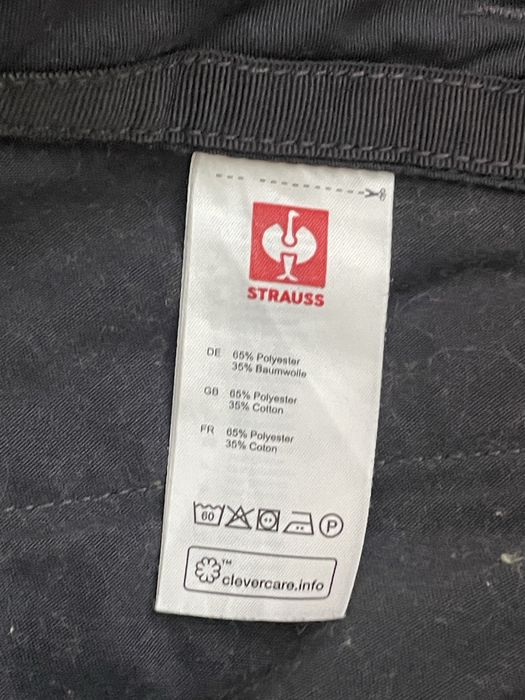 STRAUSS
DE 65% Polyester
35% Baumwolle
GB 65% Polyester
35% Cotton
FR 65% Polyester
35% Coton
60 P
TM
clevercare.info